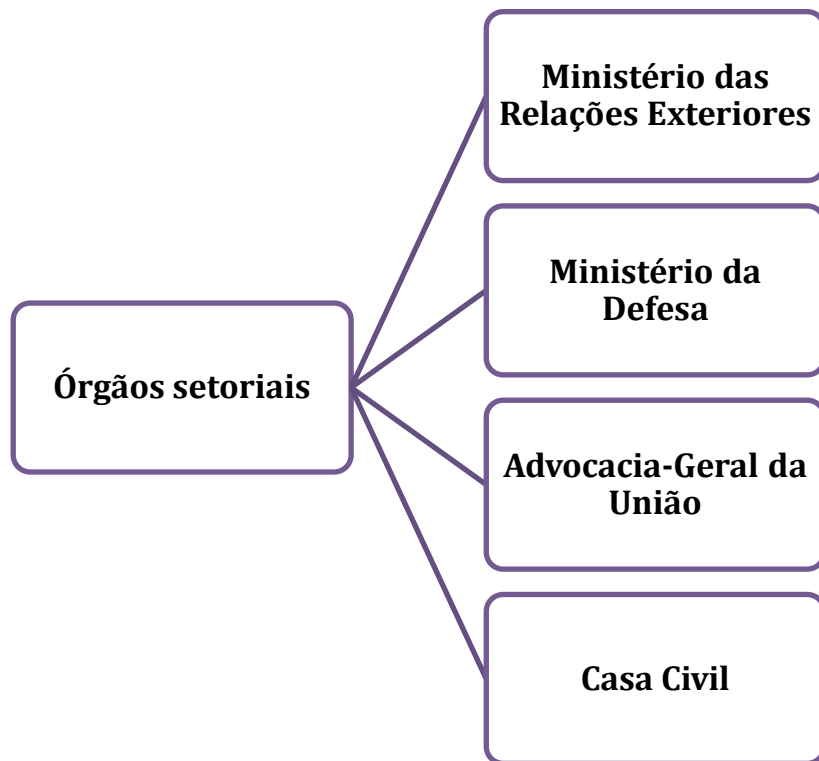 Ministério das
Relações Exteriores
Ministério da
Defesa
Órgãos setoriais
Advocacia-Geral da
União
Casa Civil